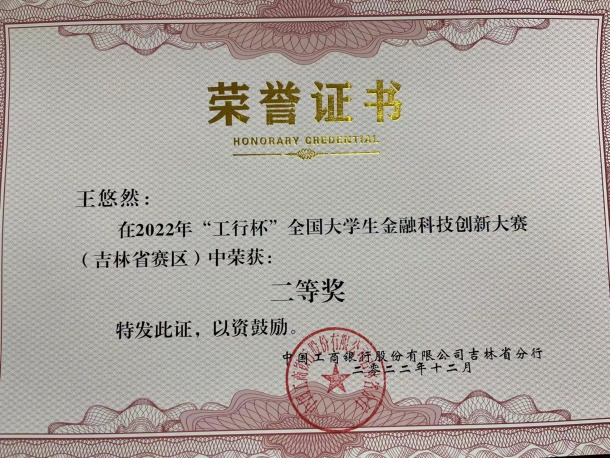 荣誉证书
HONORARY CREDENTIAL
王悠然：
在2022年“工行杯”全国大学生金融科技创新大赛
（吉林省赛区）中荣获：
二等奖
特发此证，以资鼓励。
中国工商银行股份有限公司吉林省分行
二零二二年十二月